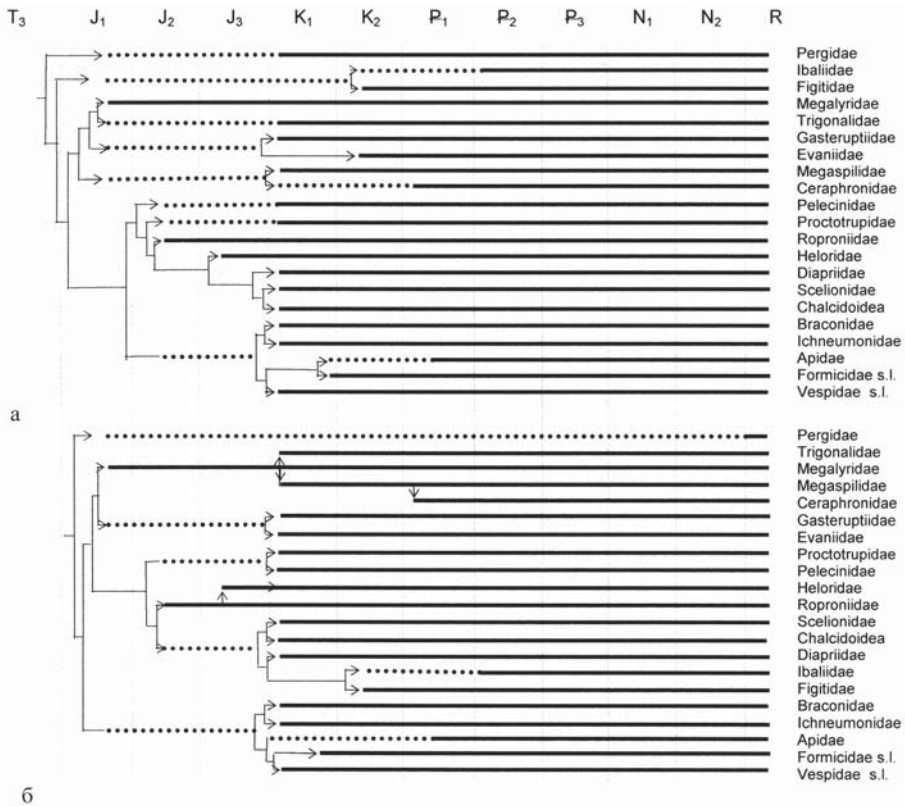 T₃ J₁ J₂ J₃ K₁ K₂ P₁ P₂ P₃ N₁ N₂ R
Pergidae
Ibaliidae
Figitidae
Megalyridae
Trigonalidae
Gasteruptiidae
Evaniidae
Megaspilidae
Ceraphronidae
Pelecinidae
Proctotrupidae
Roproniidae
Heloridae
Diapriidae
Scelionidae
Chalcidoidea
Braconidae
Ichneumonidae
Apidae
Formicidae s.l.
Vespidae s.l.
а
Pergidae
Trigonalidae
Megalyridae
Megaspilidae
Ceraphronidae
Gasteruptiidae
Evaniidae
Proctotrupidae
Pelecinidae
Heloridae
Roproniidae
Scelionidae
Chalcidoidea
Diapriidae
Ibaliidae
Figitidae
Braconidae
Ichneumonidae
Apidae
Formicidae s.l.
Vespidae s.l.
б